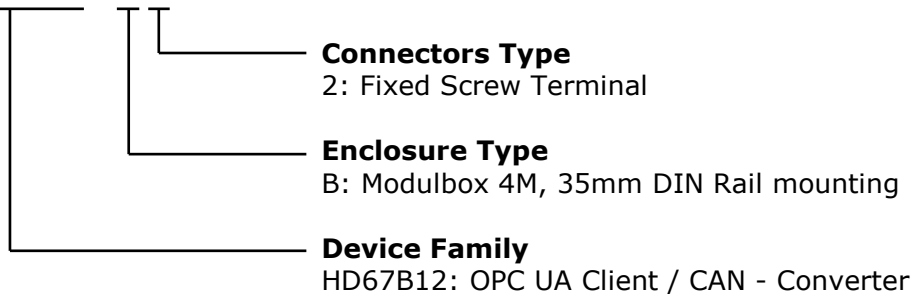 Connectors Type
2: Fixed Screw Terminal
Enclosure Type
B: Modulbox 4M, 35mm DIN Rail mounting
Device Family
HD67B12: OPC UA Client / CAN - Converter